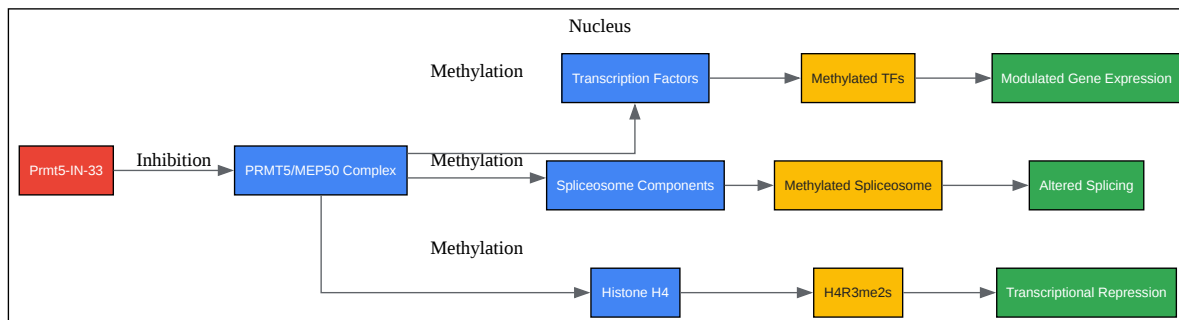 Nucleus
Methylation
Transcription Factors
Methylated TFs
Modulated Gene Expression
Prmt5-IN-33
Inhibition
PRMT5/MEP50 Complex
Methylation
Spliceosome Components
Methylated Spliceosome
Altered Splicing
Methylation
Histone H4
H4R3me2s
Transcriptional Repression